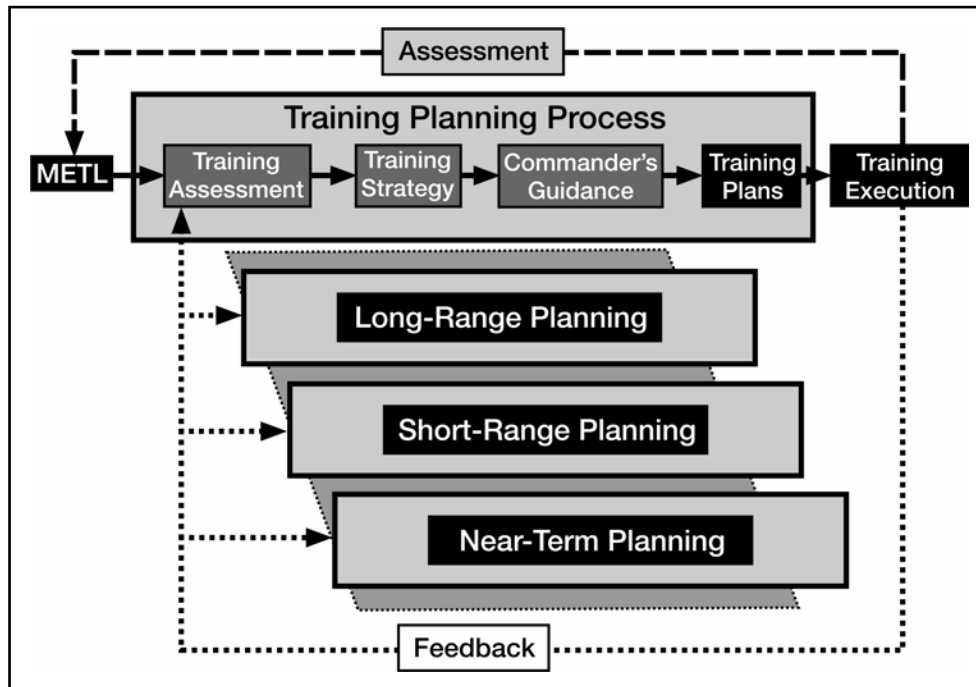 Assessment
Training Planning Process
METL
Training
Assessment
Training
Strategy
Commander's
Guidance
Training
Plans
Training
Execution
Long-Range Planning
Short-Range Planning
Near-Term Planning
Feedback